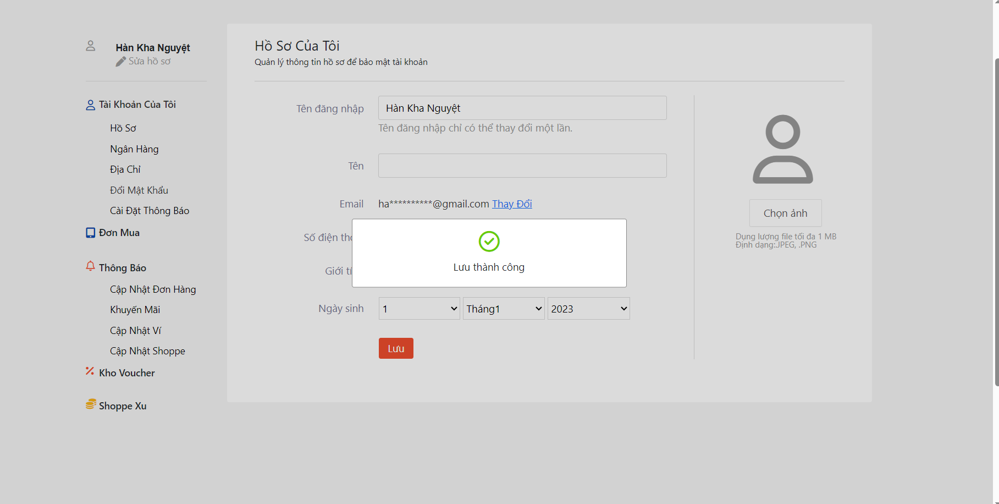 Hàn Kha Nguyệt
Sửa hồ sơ
Tài Khoản Của Tôi
Hồ Sơ
Ngân Hàng
Địa Chỉ
Đổi Mật Khẩu
Cài Đặt Thông Báo
Đơn Mua
Thông Báo
Cập Nhật Đơn Hàng
Khuyến Mãi
Cập Nhật Ví
Cập Nhật Shoppe
Kho Voucher
Shoppe Xu
Hồ Sơ Của Tôi
Quản lý thông tin hồ sơ để bảo mật tài khoản
Tên đăng nhập Hàn Kha Nguyệt
Tên đăng nhập chỉ có thể thay đổi một lần.
Tên
Email ha**********@gmail.com Thay Đổi
Số điện
Giới
Lưu thành công
Ngày sinh 1 Tháng1 2023
Lưu
Chọn ảnh
Dụng lượng file tối đa 1 MB
Định dạng:.JPEG, .PNG